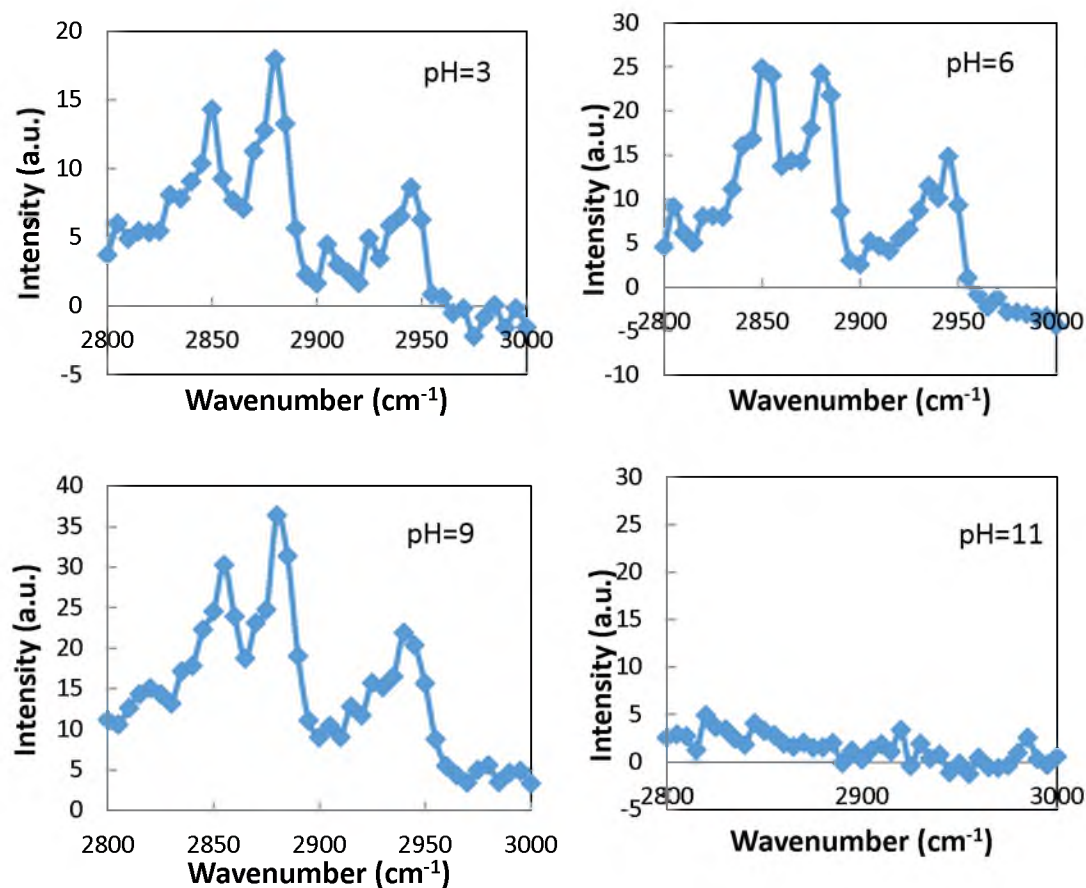 pH=3
Intensity (a.u.)
20
15
10
5
0
-5
2800 2850 2900 2950 3000
Wavenumber (cm-1)
pH=6
Intensity (a.u.)
30
25
20
15
10
5
0
-5
-10
2800 2850 2900 2950 3000
Wavenumber (cm-1)
pH=9
Intensity (a.u.)
40
35
30
25
20
15
10
5
0
2800 2850 2900 2950 3000
Wavenumber (cm-1)
pH=11
Intensity (a.u.)
30
25
20
15
10
5
0
-5
2800 2900 3000
Wavenumber (cm-1)